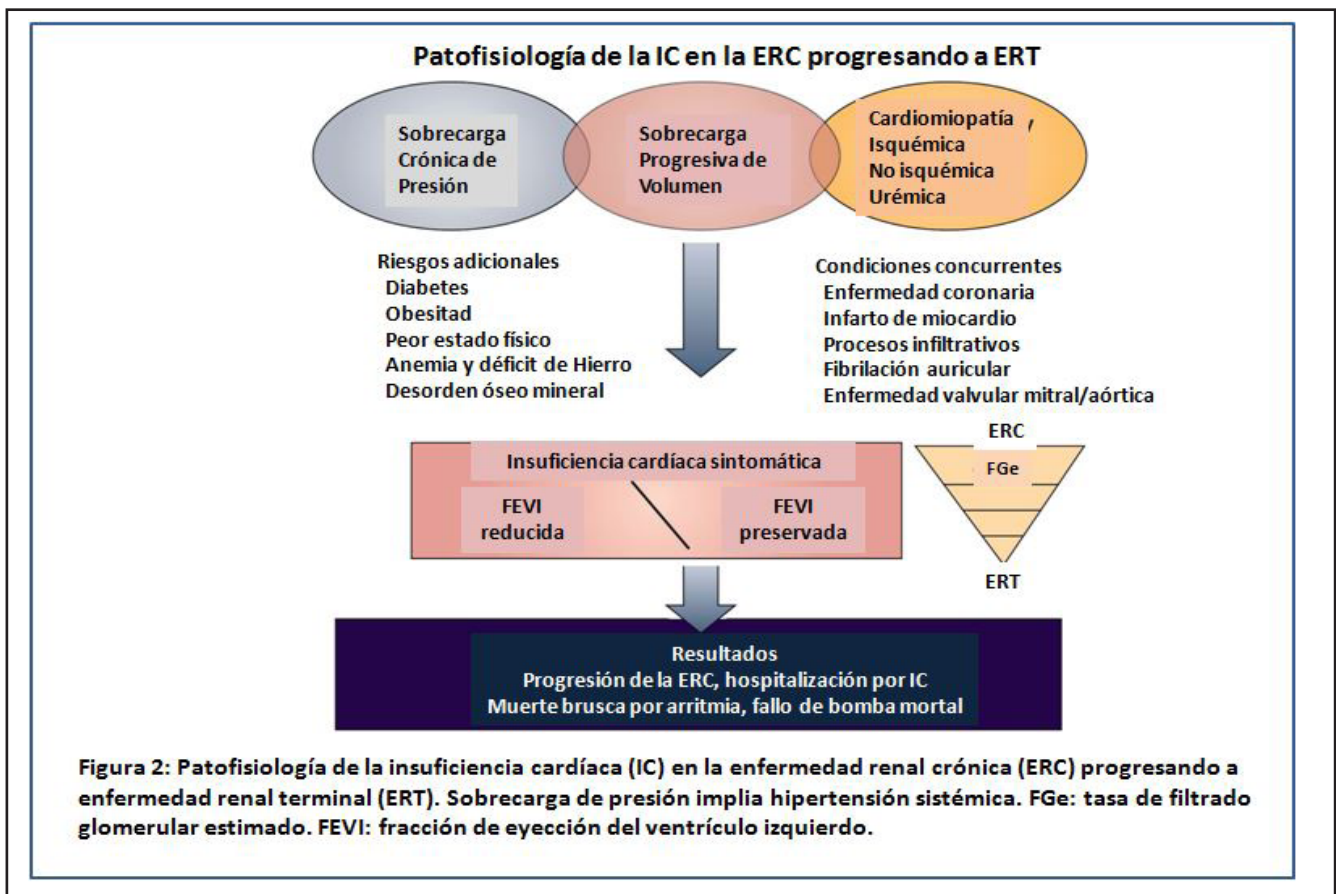 Patofisiología de la IC en la ERC progresando a ERT
Sobrecarga
Crónica de
Presión
Sobrecarga
Progresiva de
Volumen
Cardiomiopatía
Isquémica
No isquémica
Urémica
Riesgos adicionales
Diabetes
Obesitad
Peor estado físico
Anemia y déficit de Hierro
Desorden óseo mineral
Condiciones concurrentes
Enfermedad coronaria
Infarto de miocardio
Procesos infiltrativos
Fibrilación auricular
Enfermedad valvular mitral/aórtica
Insuficiencia cardíaca sintomática
FEVI
reducida
FEVI
preservada
ERC
FGe
ERT
Resultados
Progresión de la ERC, hospitalización por IC
Muerte brusca por arritmia, fallo de bomba mortal
Figura 2: Patofisiología de la insuficiencia cardíaca (IC) en la enfermedad renal crónica (ERC) progresando a
enfermedad renal terminal (ERT). Sobrecarga de presión implia hipertensión sistémica. FGe: tasa de filtrado
glomerular estimado. FEVI: fracción de eyección del ventrículo izquierdo.